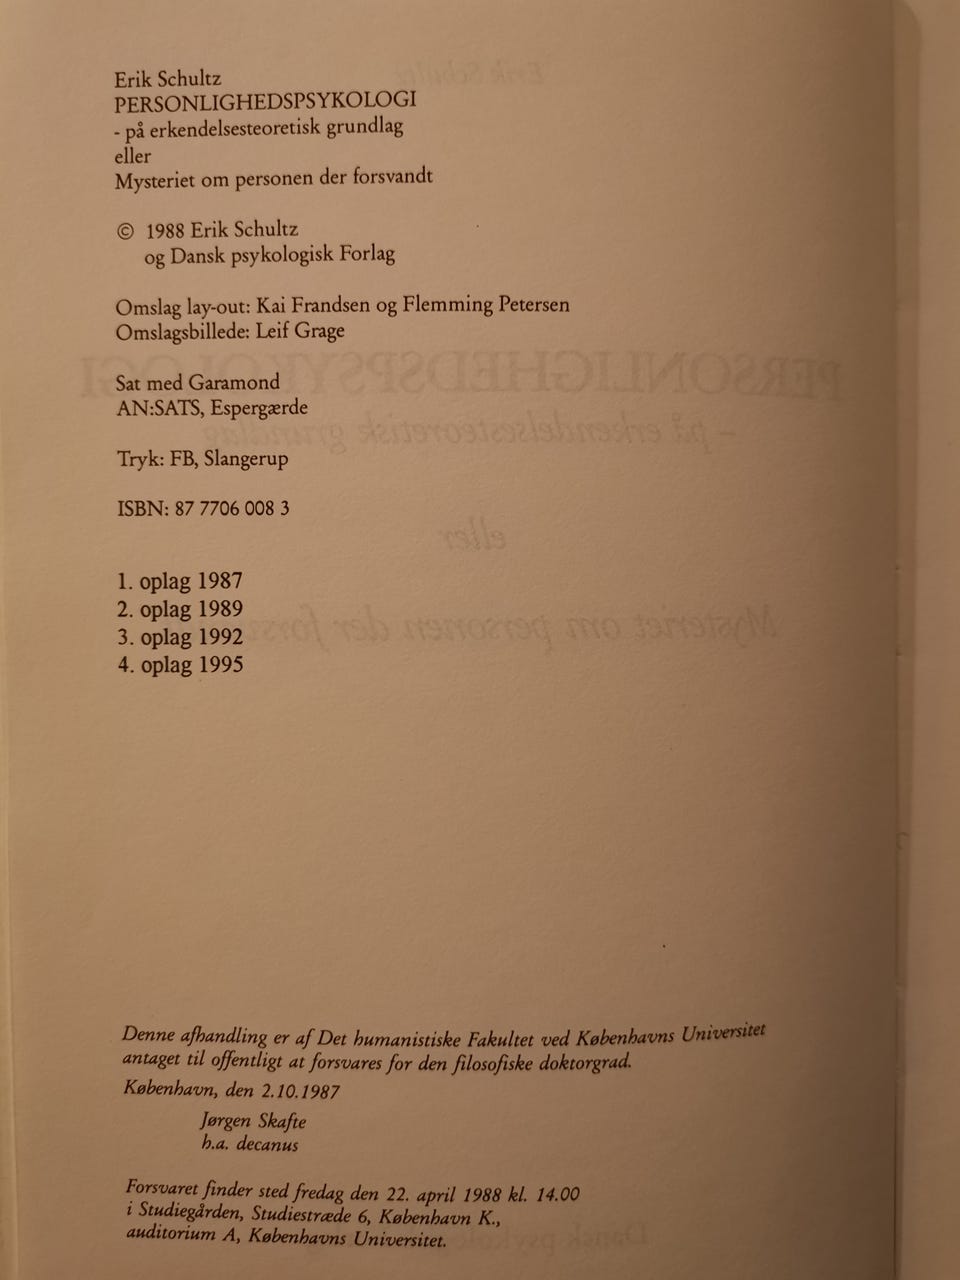 Erik Schultz
PERSONLIGHEDSPSYKOLOGI
- på erkendelsesteoretisk grundlag
eller
Mysteriet om personen der forsvandt
© 1988 Erik Schultz
og Dansk psykologisk Forlag
Omslag lay-out: Kai Frandsen og Flemming Petersen
Omslagsbillede: Leif Grage
Sat med Garamond
AN:SATS, Espergærde
Tryk: FB, Slangerup
ISBN: 87 7706 008 3
1. oplag 1987
2. oplag 1989
3. oplag 1992
4. oplag 1995
Denne afhandling er af Det humanistiske Fakultet ved Københavns Universitet
antaget til offentligt at forsvares for den filosofiske doktorgrad.
København, den 2.10.1987
Jørgen Skafte
h.a. decanus
Forsvaret finder sted fredag den 22. april 1988 kl. 14.00
i Studiegården, Studiestræde 6, København K.,
auditorium A, Københavns Universitet.